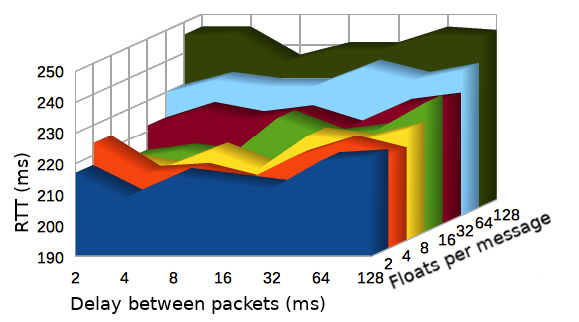 250
240
230
220
210
200
190
RTT (ms)
2 4 8 16 32 64 128
Delay between packets (ms)
2 4 8 16 32 64 128
Floats per message